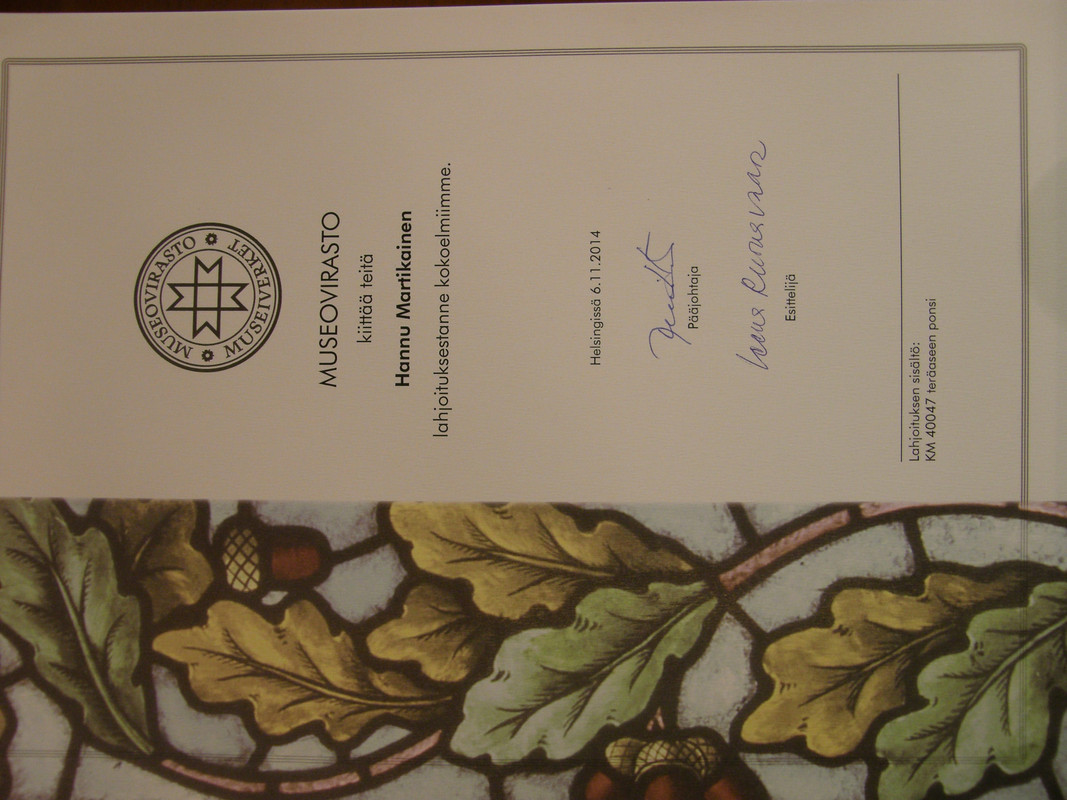 MUSEOVIRASTO
MUSEIVERKET
MUSEOVIRASTO
kiittää teitä
Hannu Martikainen
lahjoituksestanne kokoelmiimme.
Helsingissä 6.11.2014
Pääjohtaja
Esittelijä
Lahjoituksen sisältö:
KM 40047 teräaseen ponsi